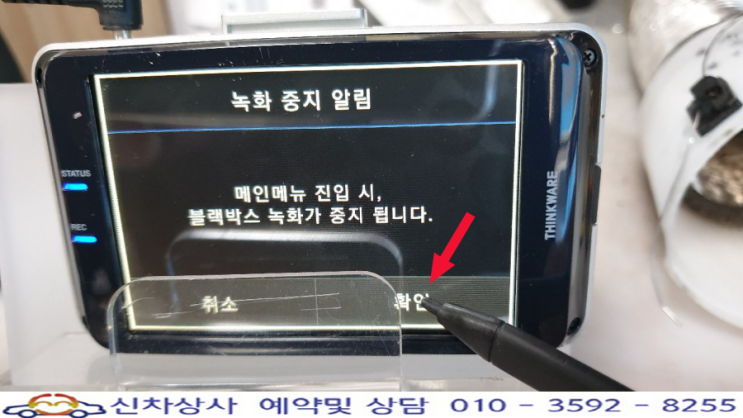 녹화 중지 알림
STATUS
메인메뉴 진입 시,
블랙박스 녹화가 중지 됩니다.
REC
THINKWARE
취소
확인
신차상사 예약및 상담 010 - 3592 - 8255